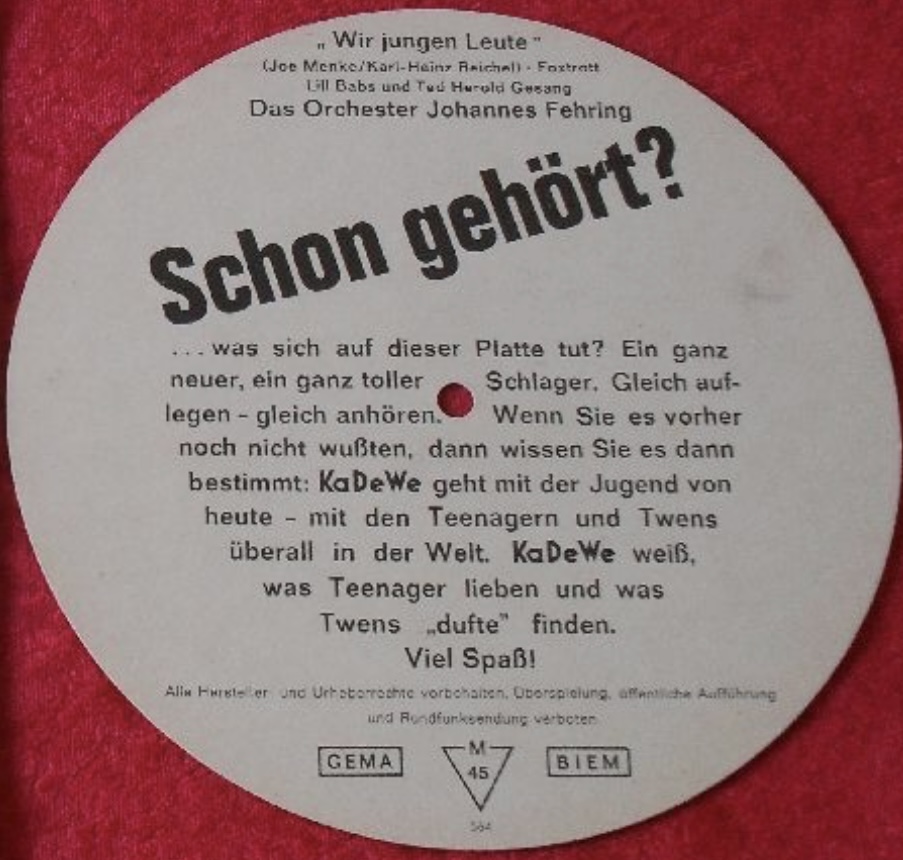 „Wir jungen Leute"
(Joe Menke/Karl-Heinz Reichel) · Foxtrott
Lill Babs und Ted Herold Gesang
Das Orchester Johannes Fehring
Schon gehört?
...was sich auf dieser Platte tut? Ein ganz
neuer, ein ganz toller Schlager. Gleich auf-
legen – gleich anhören. Wenn Sie es vorher
noch nicht wußten, dann wissen Sie es dann
bestimmt: KaDeWe geht mit der Jugend von
heute – mit den Teenagern und Twens
überall in der Welt. KaDeWe weiß,
was Teenager lieben und was
Twens „dufte" finden.
Viel Spaß!
Alle Hersteller- und Urheberrechte vorbehalten, Überspielung, öffentliche Aufführung
und Rundfunksendung verboten
GEMA
M
45
BIEM
564